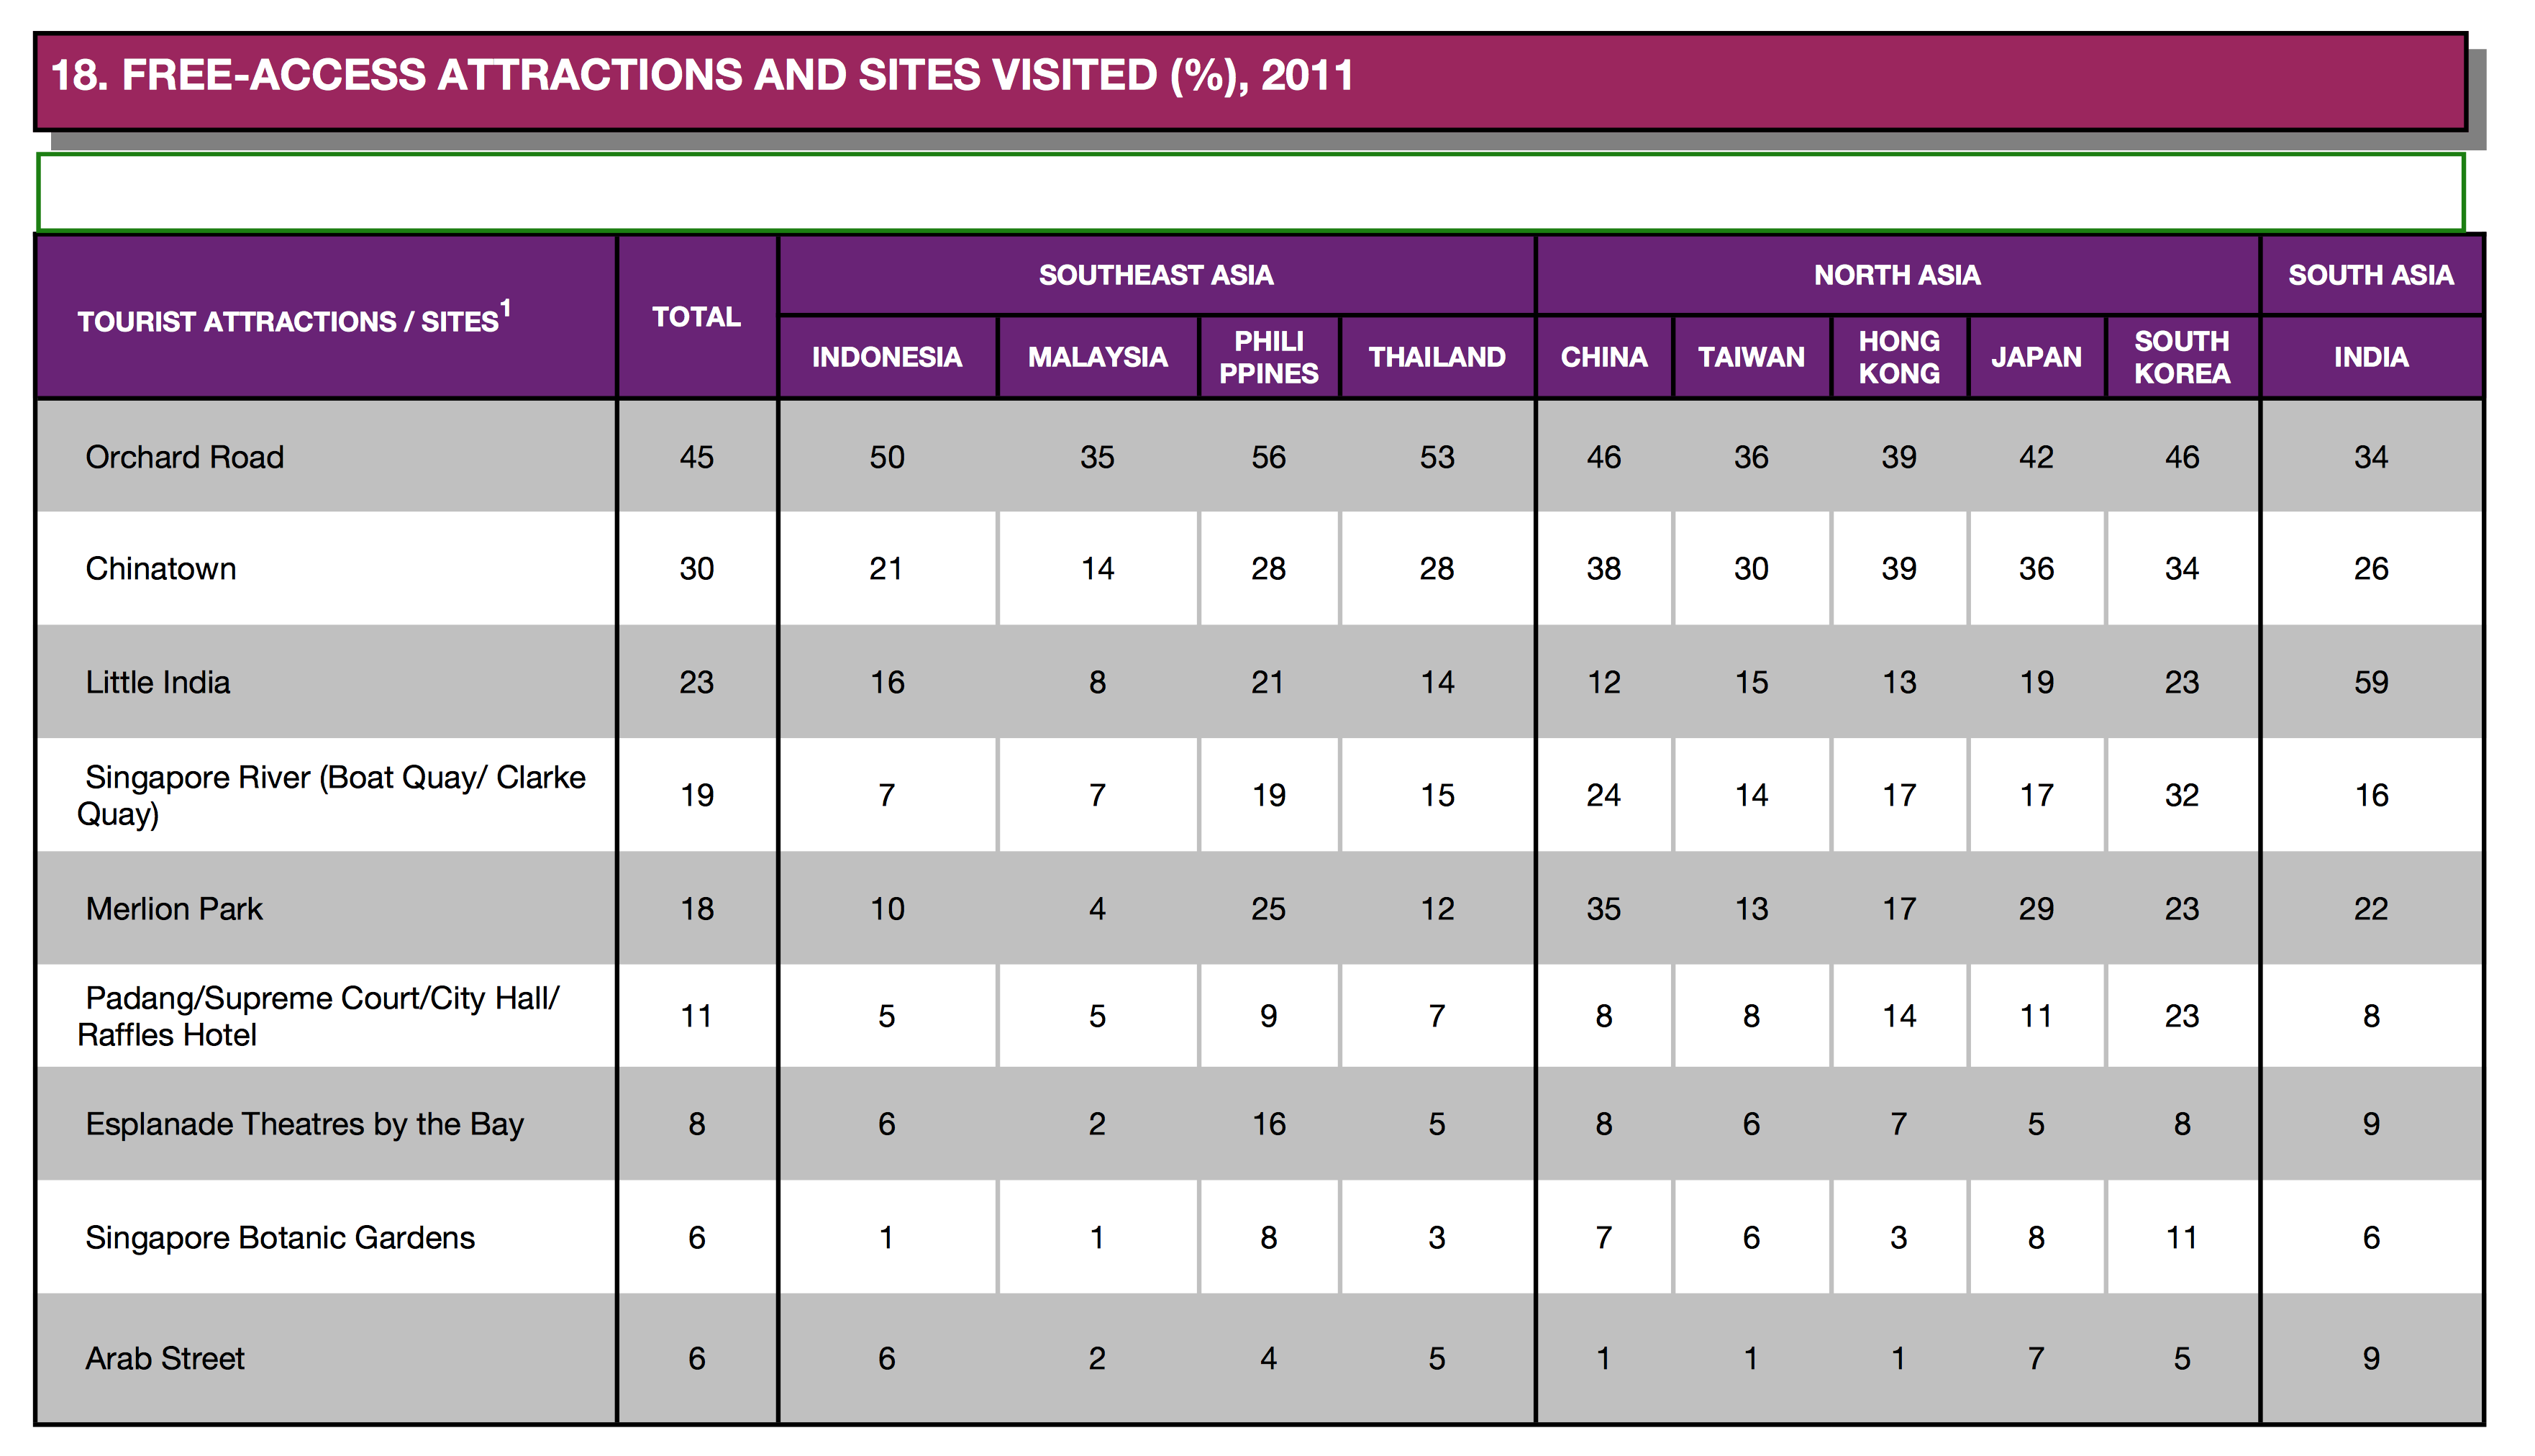 18. FREE-ACCESS ATTRACTIONS AND SITES VISITED (%), 2011
TOURIST ATTRACTIONS / SITES¹ TOTAL SOUTHEAST ASIA NORTH ASIA SOUTH ASIA
INDONESIA MALAYSIA PHILI PPINES THAILAND CHINA TAIWAN HONG KONG JAPAN SOUTH KOREA INDIA
Orchard Road 45 50 35 56 53 46 36 39 42 46 34
Chinatown 30 21 14 28 28 38 30 39 36 34 26
Little India 23 16 8 21 14 12 15 13 19 23 59
Singapore River (Boat Quay/ Clarke
Quay) 19 7 7 19 15 24 14 17 17 32 16
Merlion Park 18 10 4 25 12 35 13 17 29 23 22
Padang/Supreme Court/City Hall/
Raffles Hotel 11 5 5 9 7 8 8 14 11 23 8
Esplanade Theatres by the Bay 8 6 2 16 5 8 6 7 5 8 9
Singapore Botanic Gardens 6 1 1 8 3 7 6 3 8 11 6
Arab Street 6 6 2 4 5 1 1 1 7 5 9